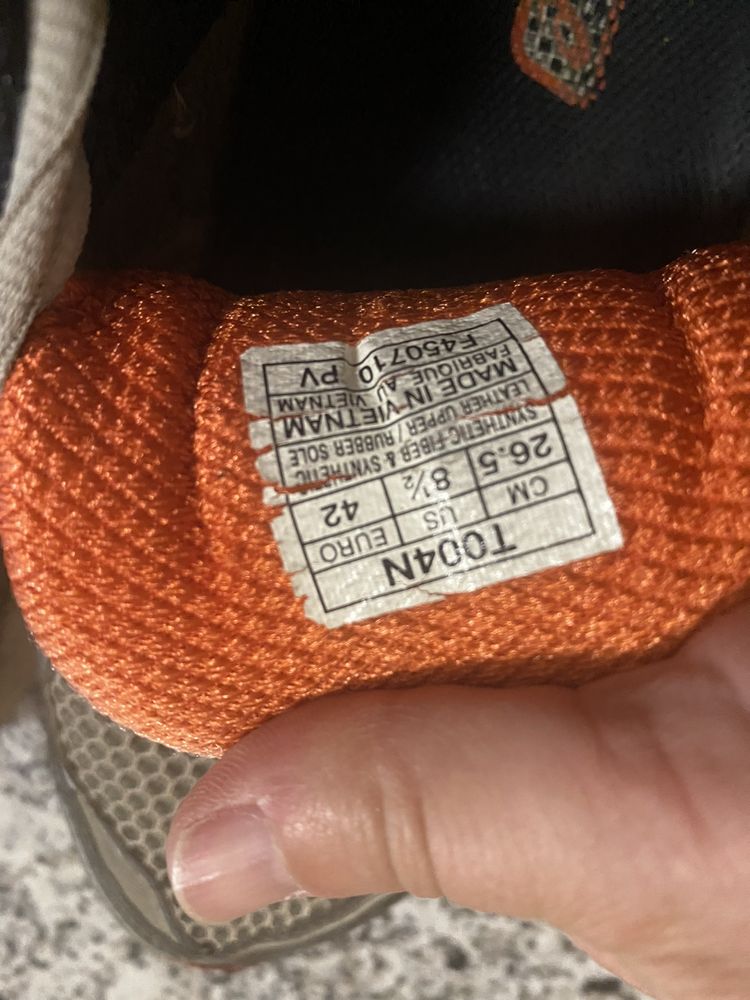 T004N
CM US EURO
26.5 8½ 42
SYNTHETIC-FIBER & SYNTHETIC
LEATHER UPPER / RUBBER SOLE
MADE IN VIETNAM
FABRIQUE AU VIETNAM
F450710 PV